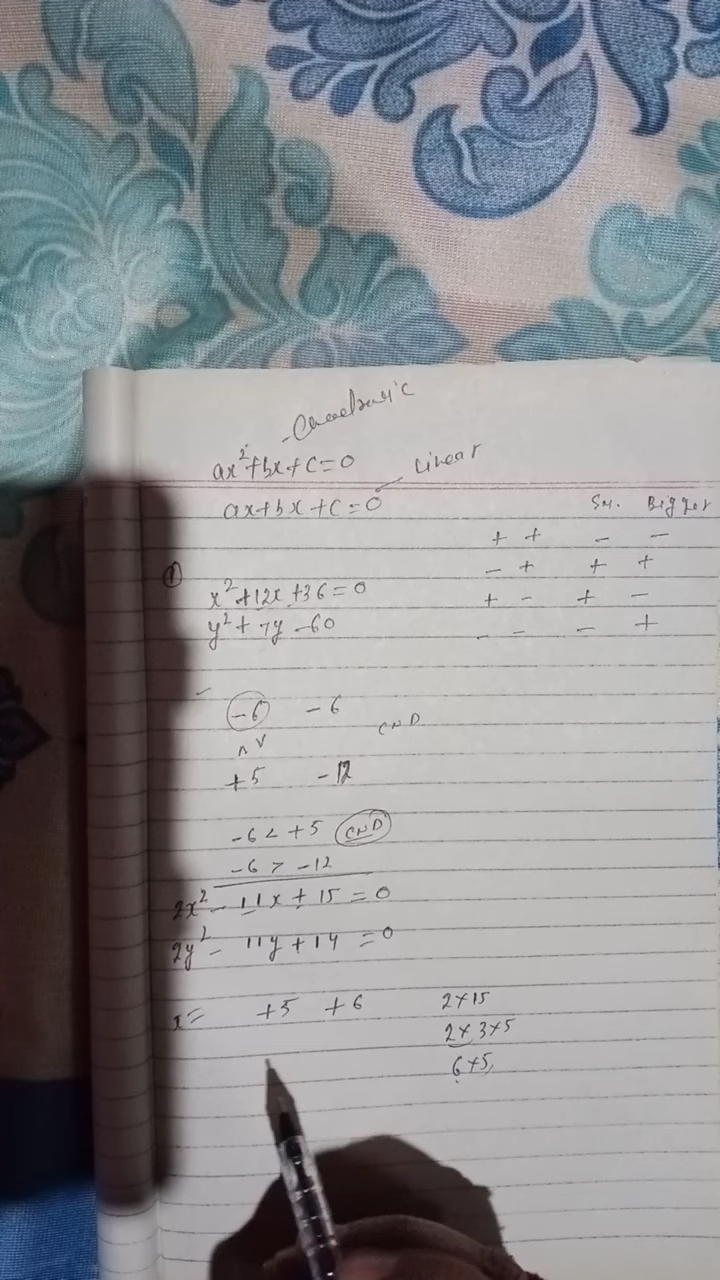 ax²+bx+c=0
Linear
ax+bx+c=0
Sm. Bigger
+ + - -
- + + +
①
x²+12x+36=0
+ - + -
y²+7y-60
- - - +
-6 -6
CND
+5 -12
-6<+5 CND
-6>-12
2x²-11x+15=0
2y²-11y+14=0
x= +5 +6
2×15
2×3×5
6×5,